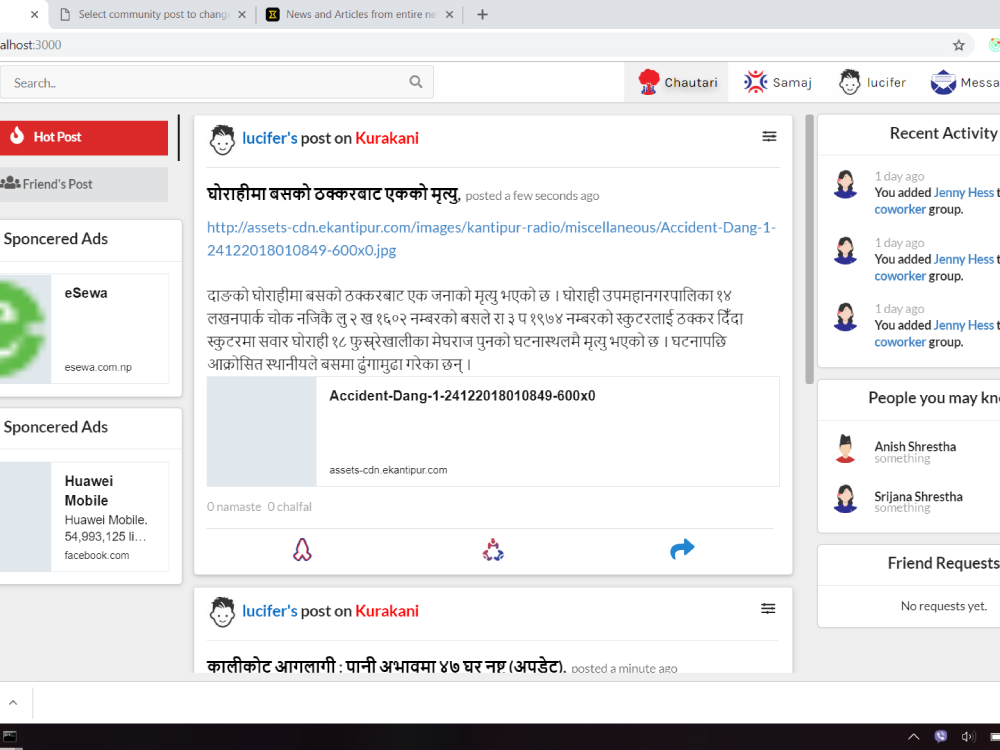 Select community post to chang
News and Articles from entire ne
alhost:3000
Search..
Chautari
Samaj
lucifer
Messa
Hot Post
Friend's Post
Sponcered Ads
eSewa
esewa.com.np
Sponcered Ads
Huawei
Mobile
Huawei Mobile.
54,993,125 li...
facebook.com
lucifer's post on Kurakani
घोराहीमा बसको ठक्करबाट एकको मृत्यु, posted a few seconds ago
http://assets-cdn.ekantipur.com/images/kantipur-radio/miscellaneous/Accident-Dang-1-
24122018010849-600x0.jpg
दाङको घोराहीमा बसको ठक्करबाट एक जनाको मृत्यु भएको छ । घोराही उपमहानगरपालिका १४
लखनपार्क चोक नजिकै लु २ ख १६०२ नम्बरको बसले रा ३ प १९७४ नम्बरको स्कुटरलाई ठक्कर दिँदा
स्कुटरमा सवार घोराही १८ फुस्रेखालीका मेघराज पुनको घटनास्थलमै मृत्यु भएको छ । घटनापछि
आक्रोसित स्थानीयले बसमा ढुंगामुढा गरेका छन् ।
Accident-Dang-1-24122018010849-600x0
assets-cdn.ekantipur.com
0 namaste 0 chalfal
lucifer's post on Kurakani
कालीकोट आगलागी : पानी अभावमा ४७ घर नष्ट (अपडेट), posted a minute ago
Recent Activity
1 day ago
You added Jenny Hess t
coworker group.
1 day ago
You added Jenny Hess t
coworker group.
1 day ago
You added Jenny Hess t
coworker group.
People you may kno
Anish Shrestha
something
Srijana Shrestha
something
Friend Requests
No requests yet.